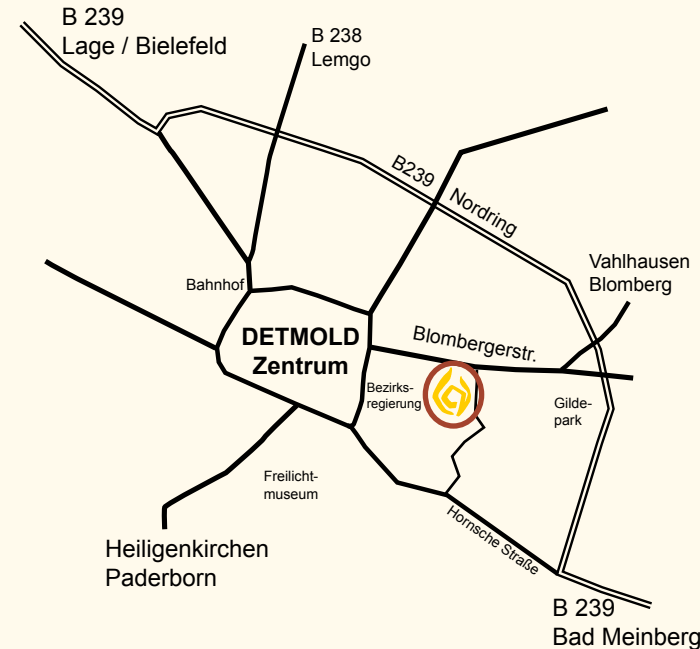 B 239
Lage / Bielefeld
B 238
Lemgo
B239
Nordring
Vahlhausen
Blomberg
Bahnhof
DETMOLD
Zentrum
Blombergerstr.
Bezirks-
regierung
Gilde-
park
Freilicht-
museum
Hornsche Straße
Heiligenkirchen
Paderborn
B 239
Bad Meinberg